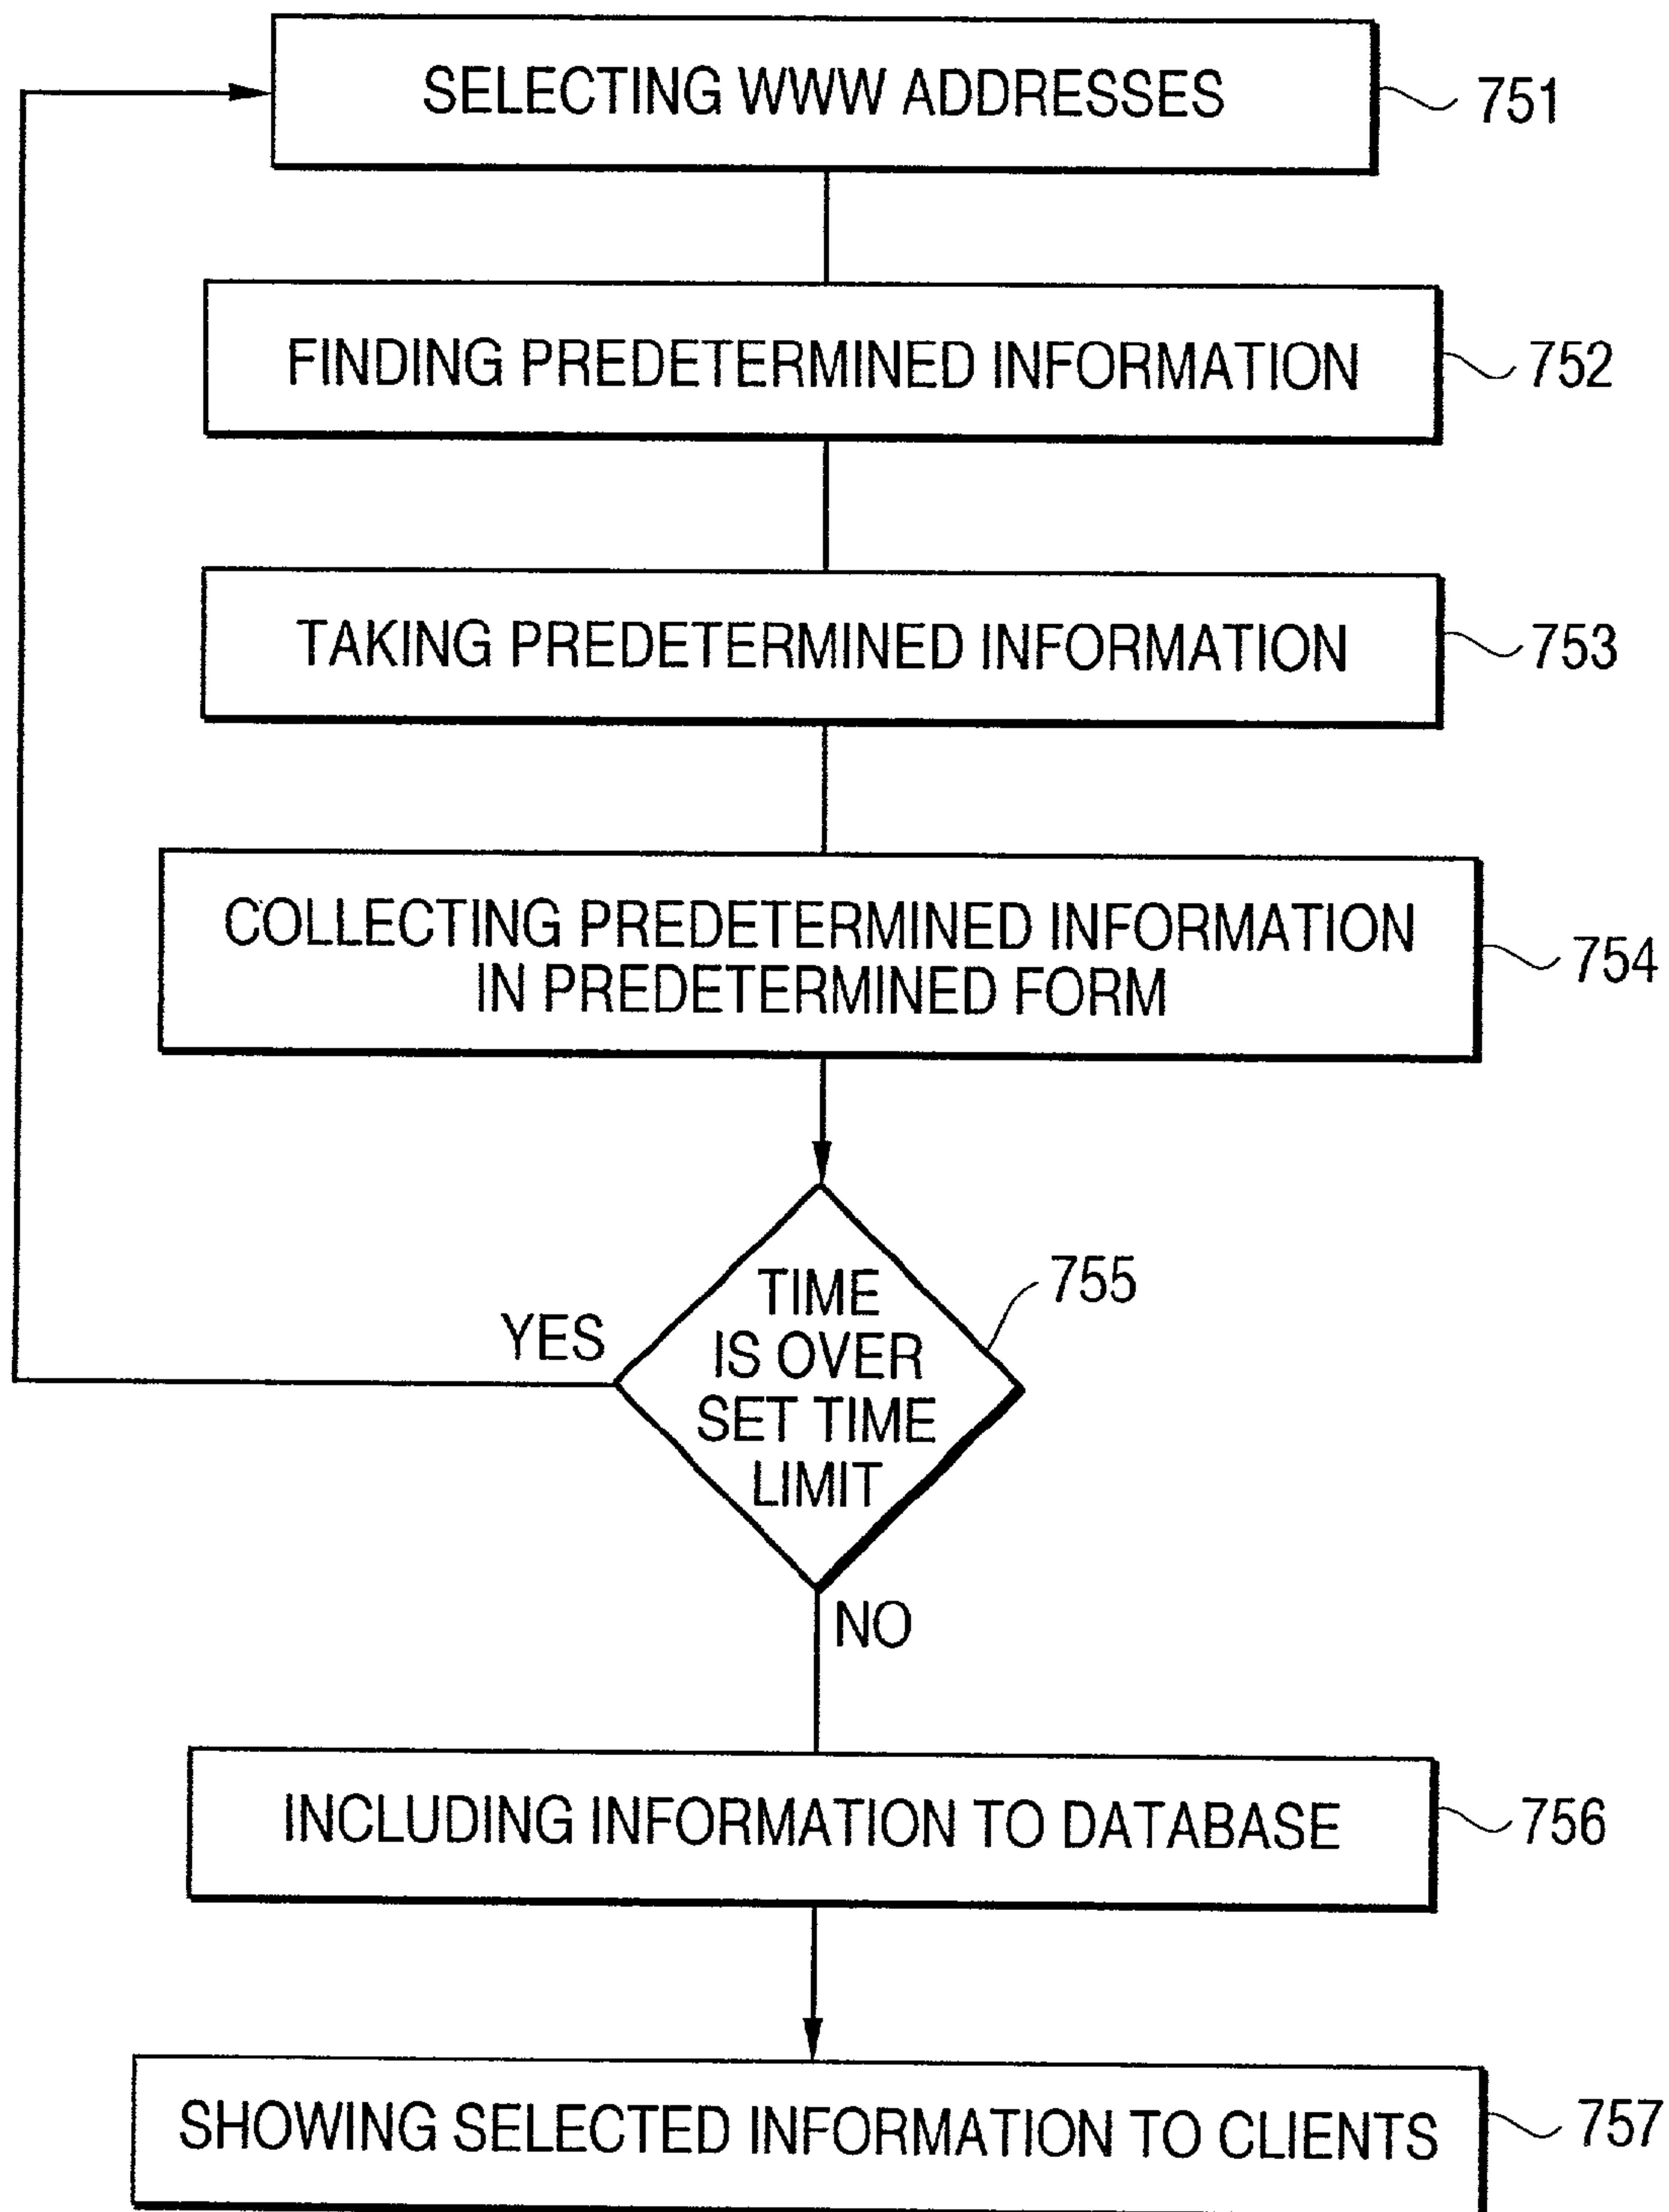 SELECTING WWW ADDRESSES
751
FINDING PREDETERMINED INFORMATION
752
TAKING PREDETERMINED INFORMATION
753
COLLECTING PREDETERMINED INFORMATION
IN PREDETERMINED FORM
754
TIME
IS OVER
SET TIME
LIMIT
755
YES
NO
INCLUDING INFORMATION TO DATABASE
756
SHOWING SELECTED INFORMATION TO CLIENTS
757